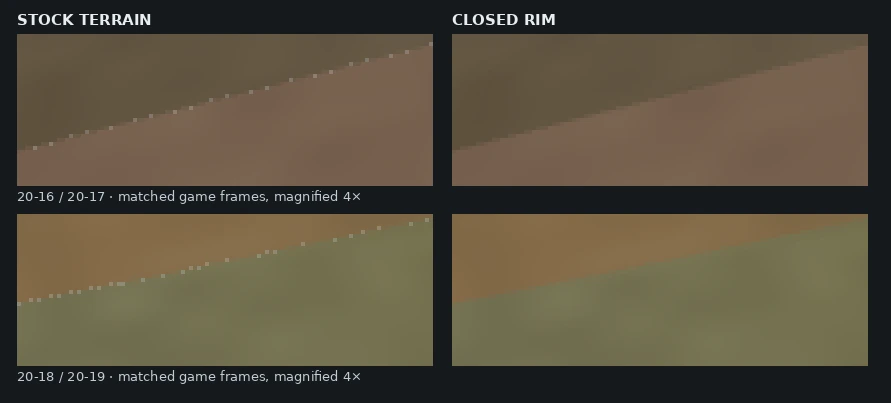 STOCK TERRAIN
CLOSED RIM
20-16 / 20-17 · matched game frames, magnified 4×
20-18 / 20-19 · matched game frames, magnified 4×